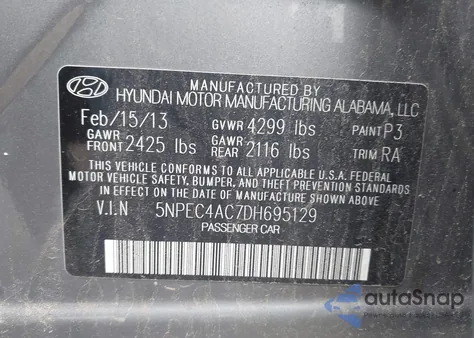 MANUFACTURED BY
HYUNDAI MOTOR MANUFACTURING ALABAMA, LLC
Feb/15/13 GVWR 4299 lbs PAINT P3
GAWR FRONT 2425 lbs GAWR REAR 2116 lbs TRIM RA
THIS VEHICLE CONFORMS TO ALL APPLICABLE U.S.A FEDERAL
MOTOR VEHICLE SAFETY, BUMPER, AND THEFT PREVENTION STANDARDS
IN EFFECT ON THE DATE OF MANUFACTURE SHOWN ABOVE.
V.I.N 5NPEC4AC7DH695129
PASSENGER CAR
autoSnap